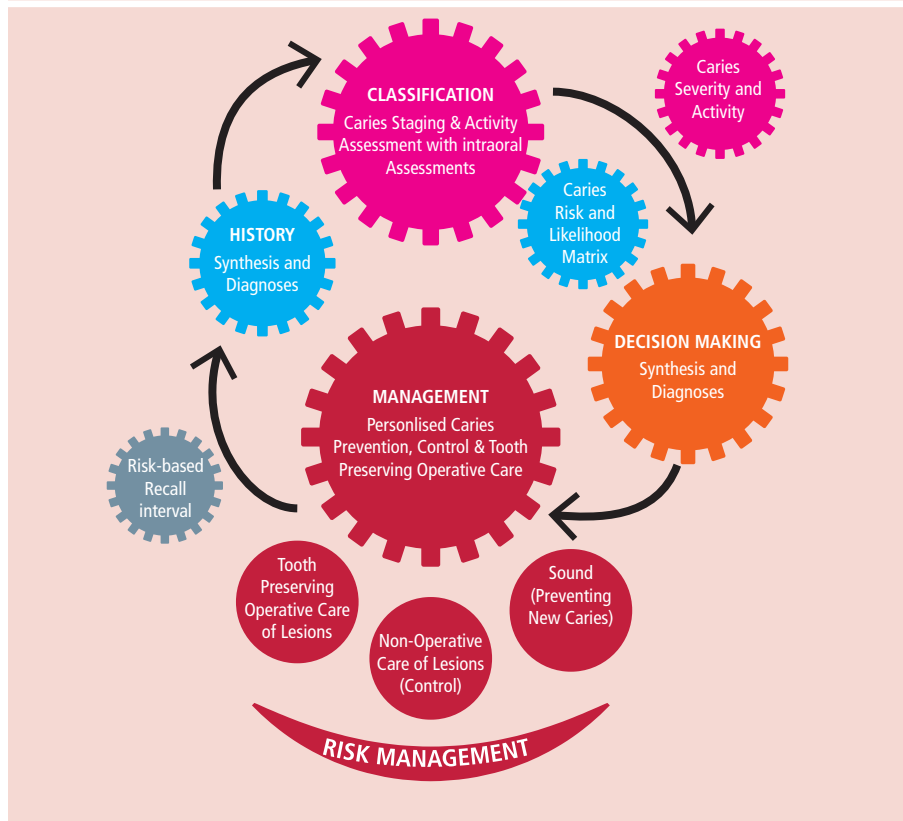 CLASSIFICATION
Caries Staging & Activity
Assessment with intraoral
Assessments
Caries
Severity and
Activity
Caries
Risk and
Likelihood
Matrix
HISTORY
Synthesis and
Diagnoses
DECISION MAKING
Synthesis and
Diagnoses
MANAGEMENT
Personlised Caries
Prevention, Control & Tooth
Preserving Operative Care
Risk-based
Recall
interval
Tooth
Preserving
Operative Care
of Lesions
Non-Operative
Care of Lesions
(Control)
Sound
(Preventing
New Caries)
RISK MANAGEMENT